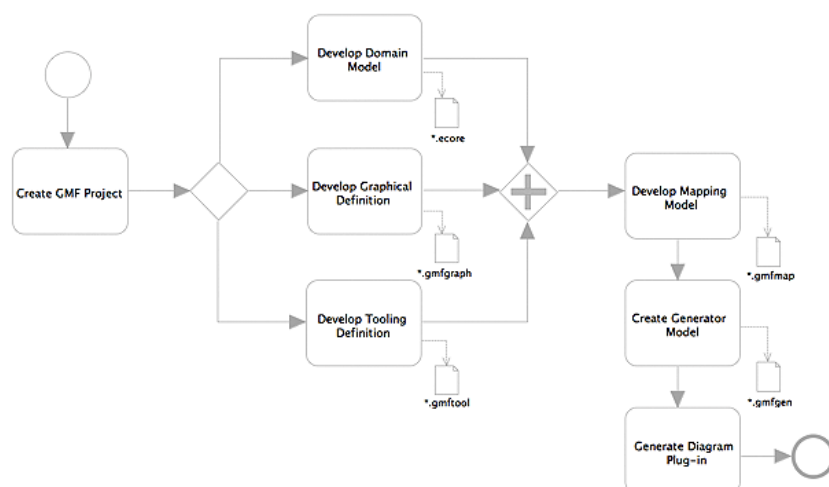 Develop Domain
Model
*.ecore
Create GMF Project
Develop Graphical
Definition
*.gmfgraph
Develop Mapping
Model
*.gmfmap
Develop Tooling
Definition
*.gmftool
Create Generator
Model
*.gmfgen
Generate Diagram
Plug-in